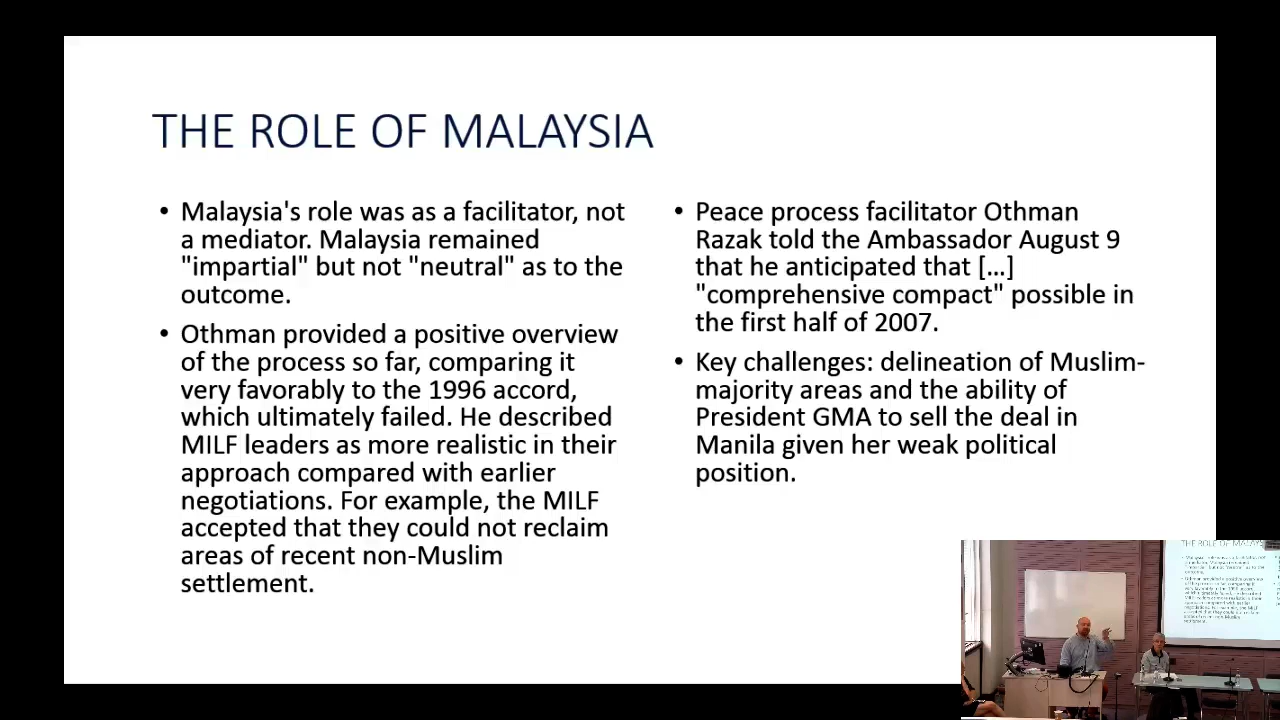 THE ROLE OF MALAYSIA
• Malaysia's role was as a facilitator, not
a mediator. Malaysia remained
"impartial" but not "neutral" as to the
outcome.
• Othman provided a positive overview
of the process so far, comparing it
very favorably to the 1996 accord,
which ultimately failed. He described
MILF leaders as more realistic in their
approach compared with earlier
negotiations. For example, the MILF
accepted that they could not reclaim
areas of recent non-Muslim
settlement.
• Peace process facilitator Othman
Razak told the Ambassador August 9
that he anticipated that […]
"comprehensive compact" possible in
the first half of 2007.
• Key challenges: delineation of Muslim-
majority areas and the ability of
President GMA to sell the deal in
Manila given her weak political
position.
THE ROLE OF MALAYS